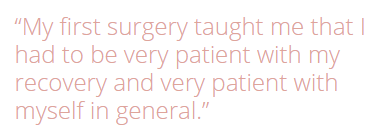 “My first surgery taught me that I
had to be very patient with my
recovery and very patient with
myself in general.”